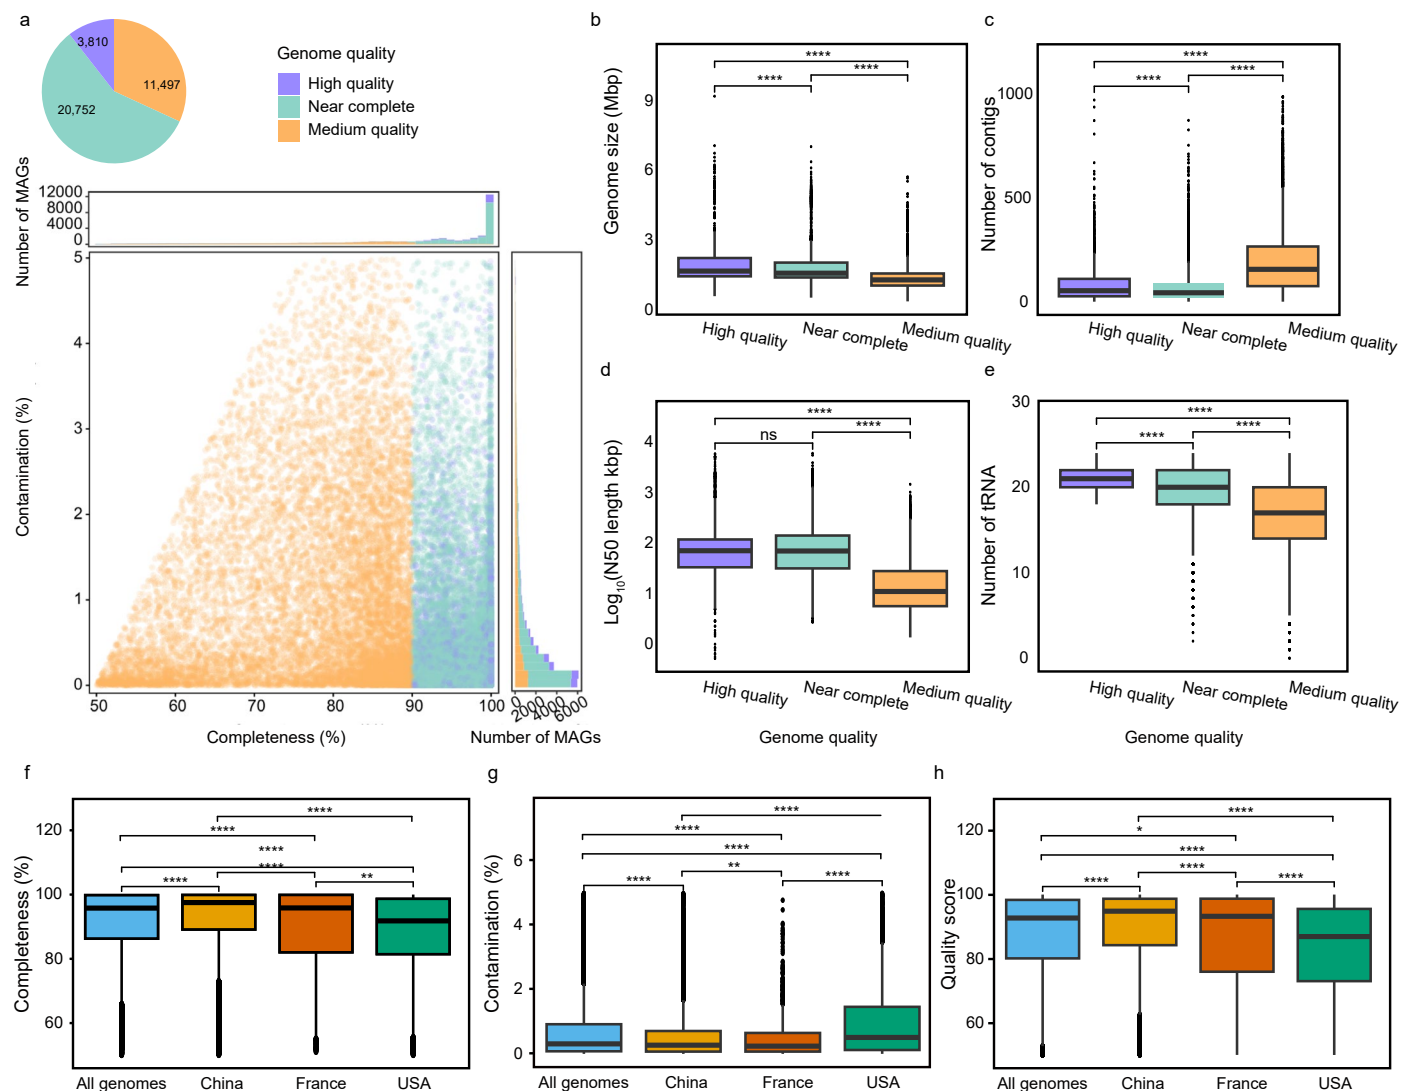 a
3,810
11,497
20,752
Genome quality
High quality
Near complete
Medium quality
Number of MAGs
12000
8000
4000
0
Contamination (%)
5
4
3
2
1
0
50 60 70 80 90 100
Completeness (%)
0 2000 4000 6000
Number of MAGs
b
Genome size (Mbp)
9
6
3
0
****
**** ****
High quality Near complete Medium quality
c
Number of contigs
1000
500
0
****
**** ****
High quality Near complete Medium quality
d
Log10(N50 length kbp)
4
3
2
1
0
****
ns ****
High quality Near complete Medium quality
Genome quality
e
Number of tRNA
30
20
10
0
****
**** ****
High quality Near complete Medium quality
Genome quality
f
Completeness (%)
120
100
80
60
****
****
****
****
**** **
All genomes China France USA
g
Contamination (%)
6
4
2
0
****
****
****
**
**** ****
All genomes China France USA
h
Quality score
120
100
80
60
****
*
****
****
**** ****
All genomes China France USA